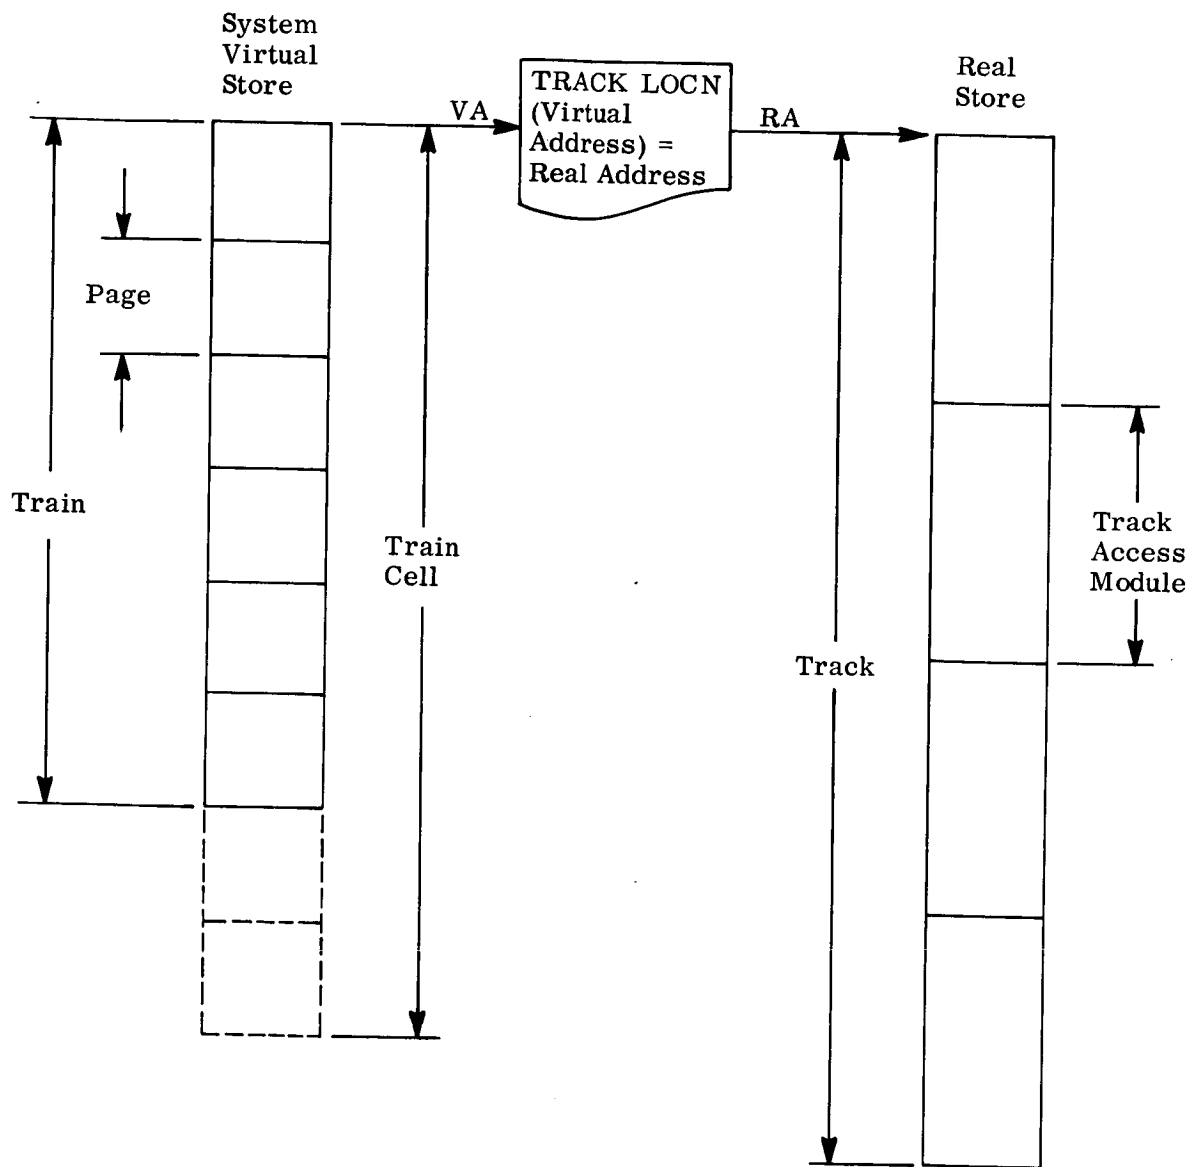 System
Virtual
Store
VA
TRACK LOCN
(Virtual
Address) =
Real Address
RA
Real
Store
Page
Train
Train
Cell
Track
Access
Module
Track